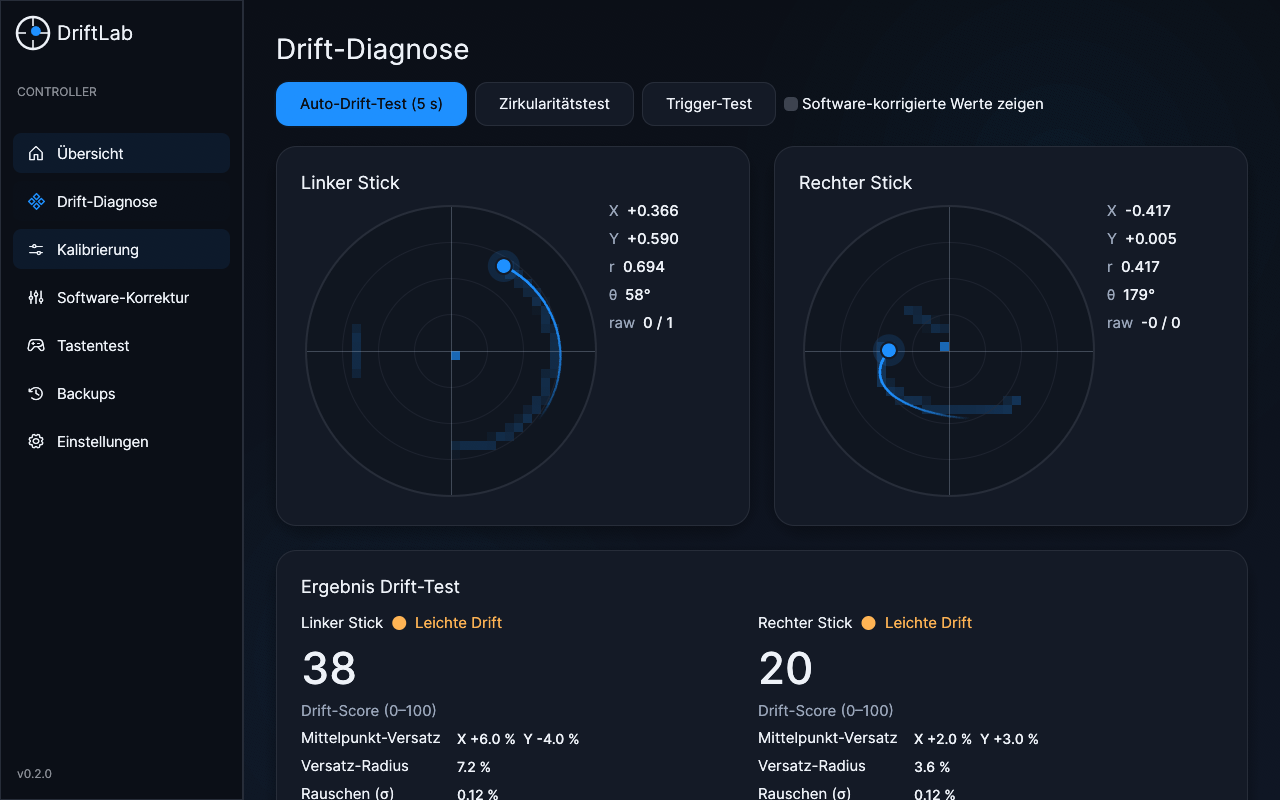 DriftLab
CONTROLLER
Übersicht
Drift-Diagnose
Kalibrierung
Software-Korrektur
Tastentest
Backups
Einstellungen
v0.2.0
Drift-Diagnose
Auto-Drift-Test (5 s)
Zirkularitätstest
Trigger-Test
Software-korrigierte Werte zeigen
Linker Stick
X +0.366
Y +0.590
r 0.694
θ 58°
raw 0 / 1
Rechter Stick
X -0.417
Y +0.005
r 0.417
θ 179°
raw -0 / 0
Ergebnis Drift-Test
Linker Stick Leichte Drift
38
Drift-Score (0–100)
Mittelpunkt-Versatz X +6.0 % Y -4.0 %
Versatz-Radius 7.2 %
Rauschen (σ) 0.12 %
Rechter Stick Leichte Drift
20
Drift-Score (0–100)
Mittelpunkt-Versatz X +2.0 % Y +3.0 %
Versatz-Radius 3.6 %
Rauschen (σ) 0.12 %